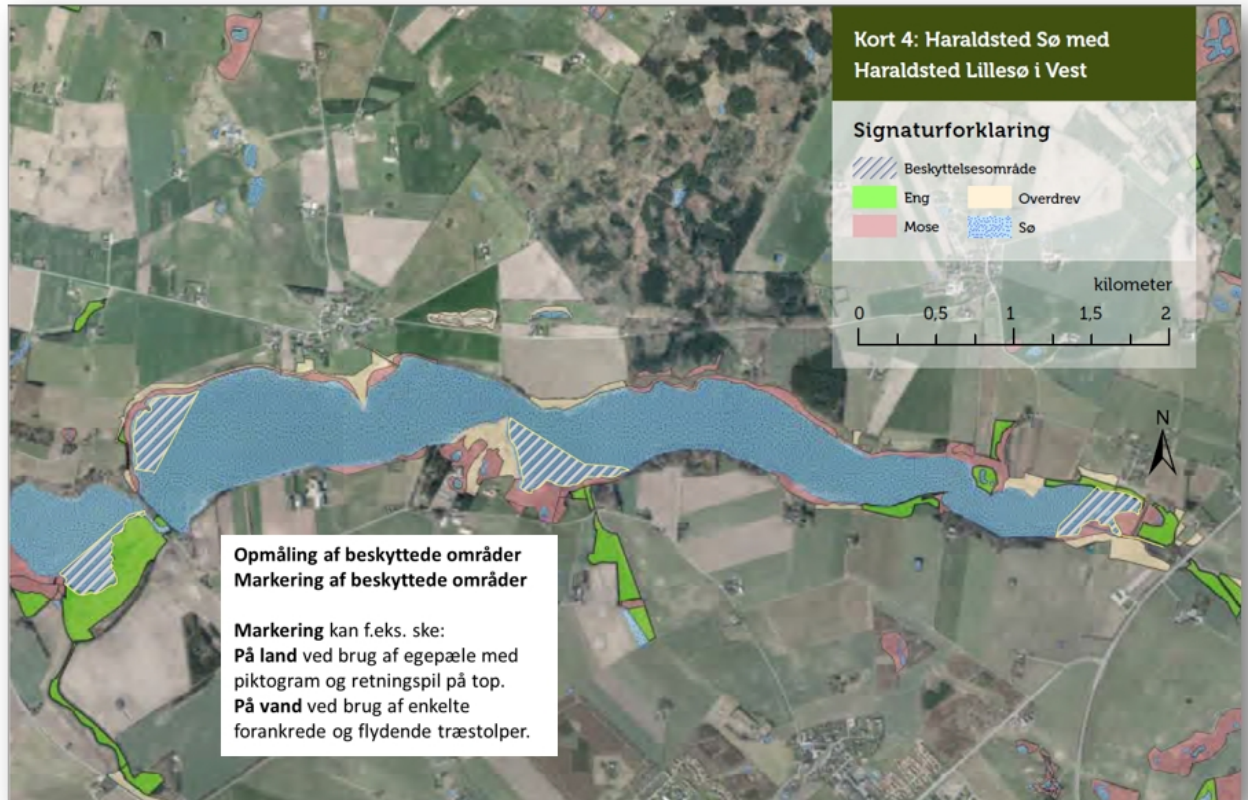 Kort 4: Haraldsted Sø med
Haraldsted Lillesø i Vest
Signaturforklaring
Beskyttelsesområde
Eng
Overdrev
Mose
Sø
kilometer
0 0,5 1 1,5 2
N
Opmåling af beskyttede områder
Markering af beskyttede områder
Markering kan f.eks. ske:
På land ved brug af egepæle med
piktogram og retningspil på top.
På vand ved brug af enkelte
forankrede og flydende træstolper.